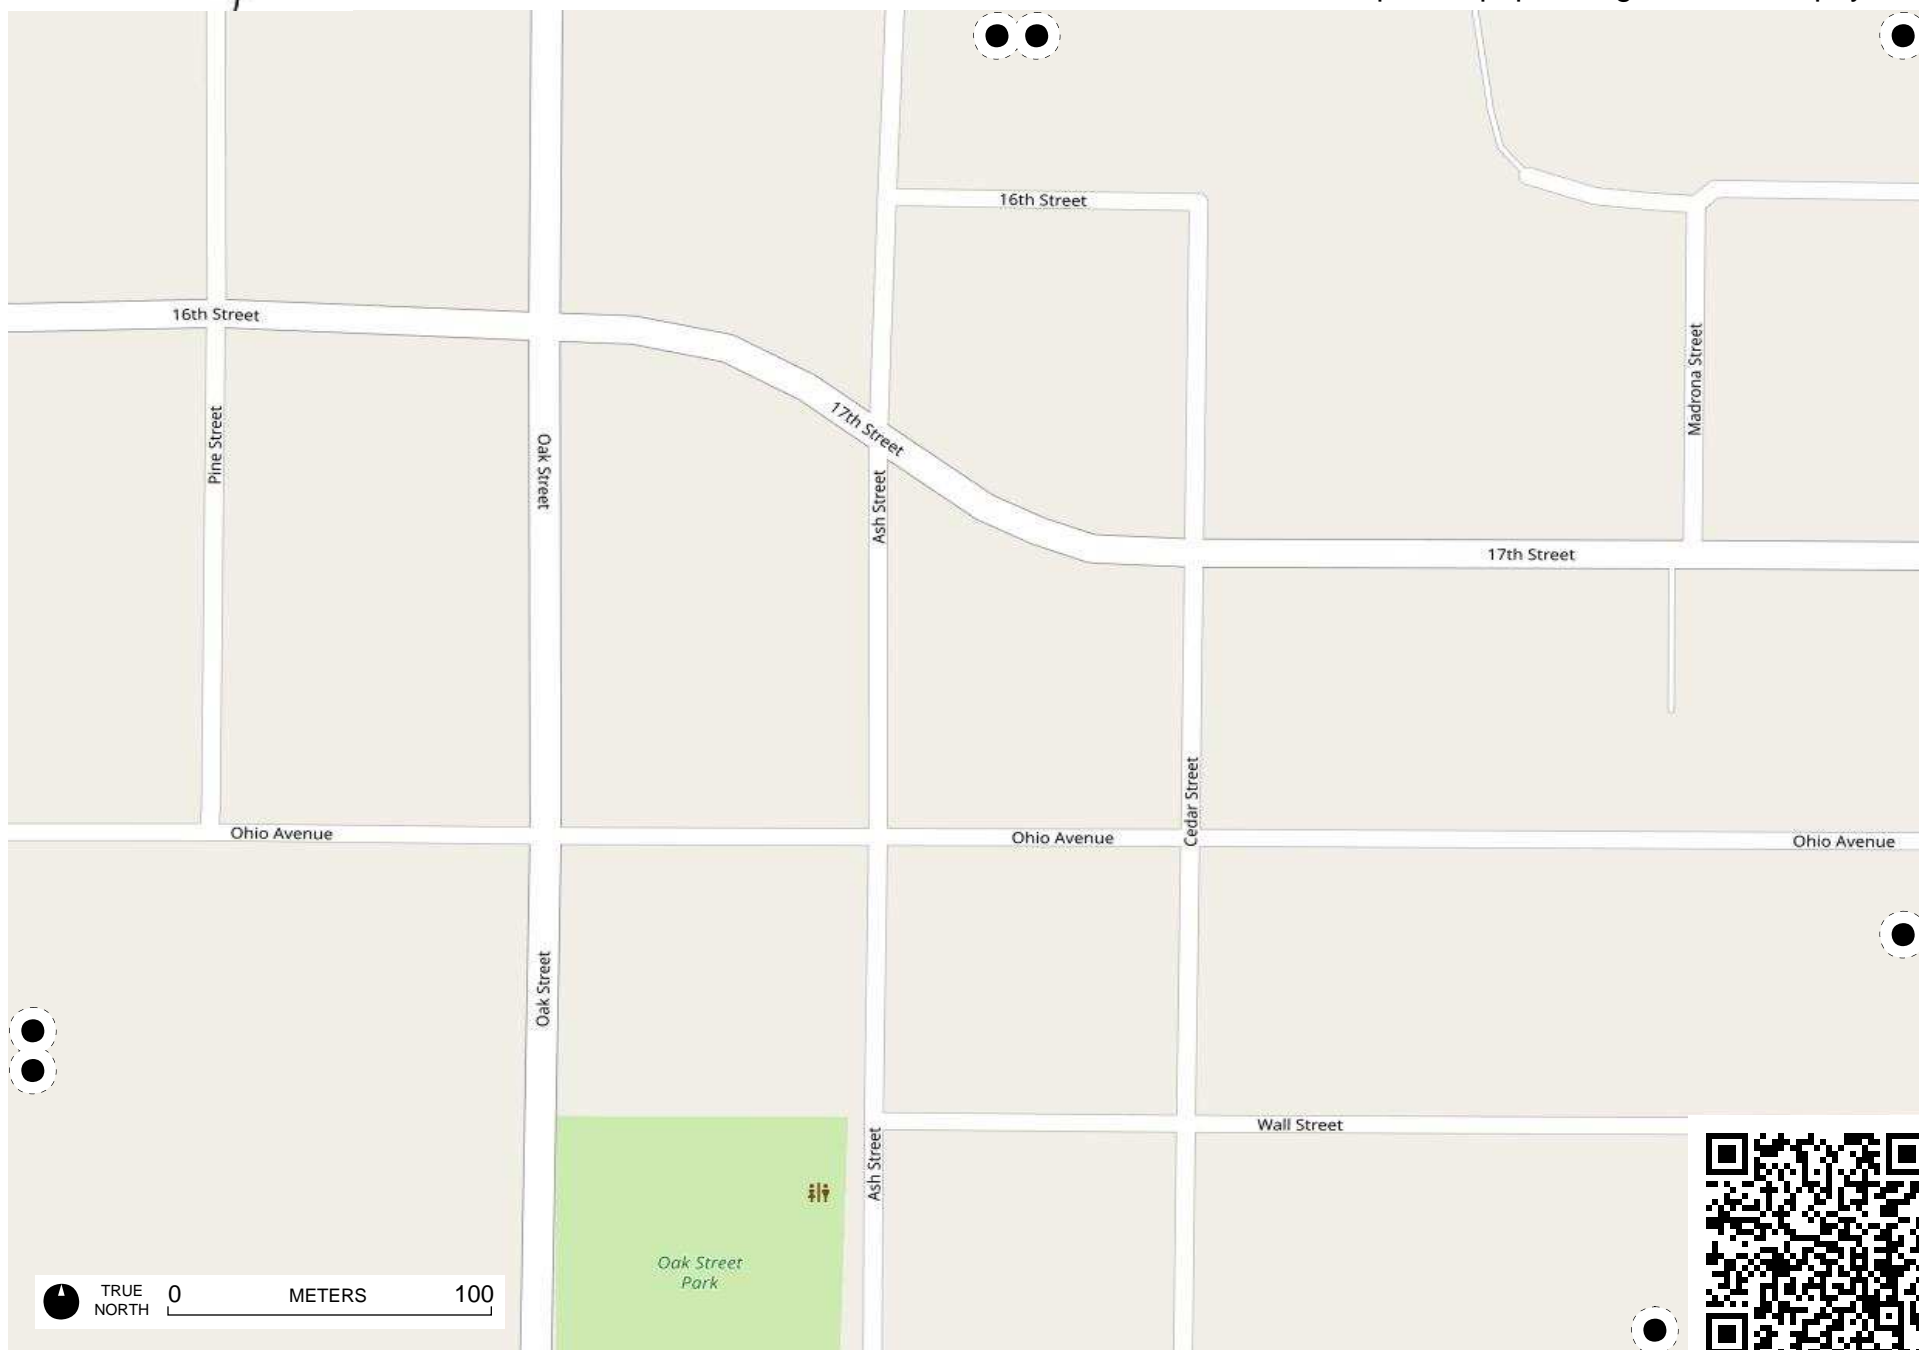 16th Street
16th Street
Madrona Street
Pine Street
Oak Street
17th Street
Ash Street
17th Street
Cedar Street
Ohio Avenue
Ohio Avenue
Ohio Avenue
Oak Street
Wall Street
Ash Street
Oak Street
Park
TRUE
NORTH
0 METERS 100